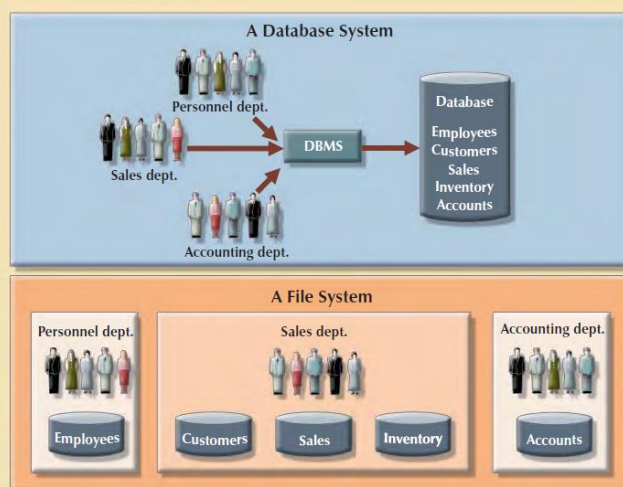 A Database System
Personnel dept.
Sales dept.
Accounting dept.
DBMS
Database
Employees
Customers
Sales
Inventory
Accounts
A File System
Personnel dept.
Employees
Sales dept.
Customers
Sales
Inventory
Accounting dept.
Accounts